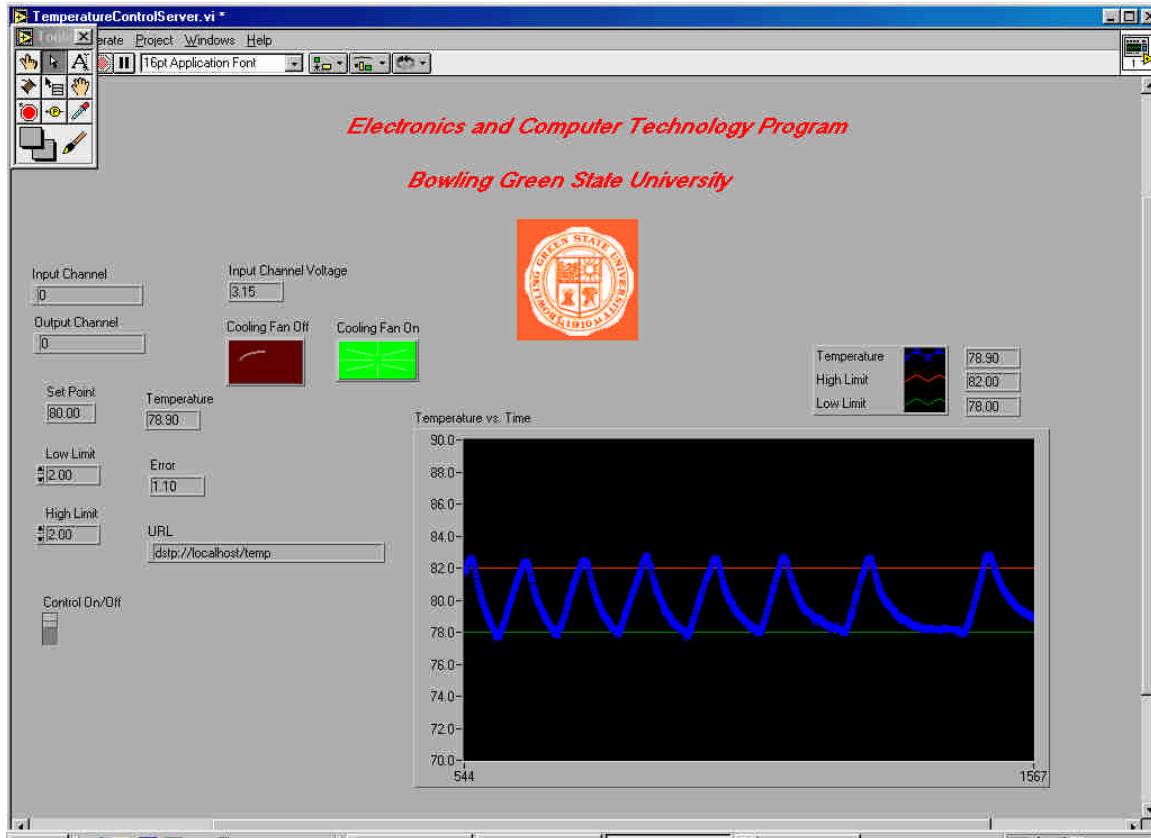 TemperatureControlServer.vi *
Tools
erate Project Windows Help
16pt Application Font
1
Electronics and Computer Technology Program
Bowling Green State University
BOWLING GREEN STATE UNIVERSITY 1910
Input Channel
0
Input Channel Voltage
3.15
Output Channel
0
Cooling Fan Off
Cooling Fan On
Set Point
80.00
Temperature
78.90
Low Limit
2.00
Error
1.10
High Limit
2.00
URL
dstp://localhost/temp
Control On/Off
Temperature 78.90
High Limit 82.00
Low Limit 78.00
Temperature vs. Time
90.0
88.0
86.0
84.0
82.0
80.0
78.0
76.0
74.0
72.0
70.0
544 1567